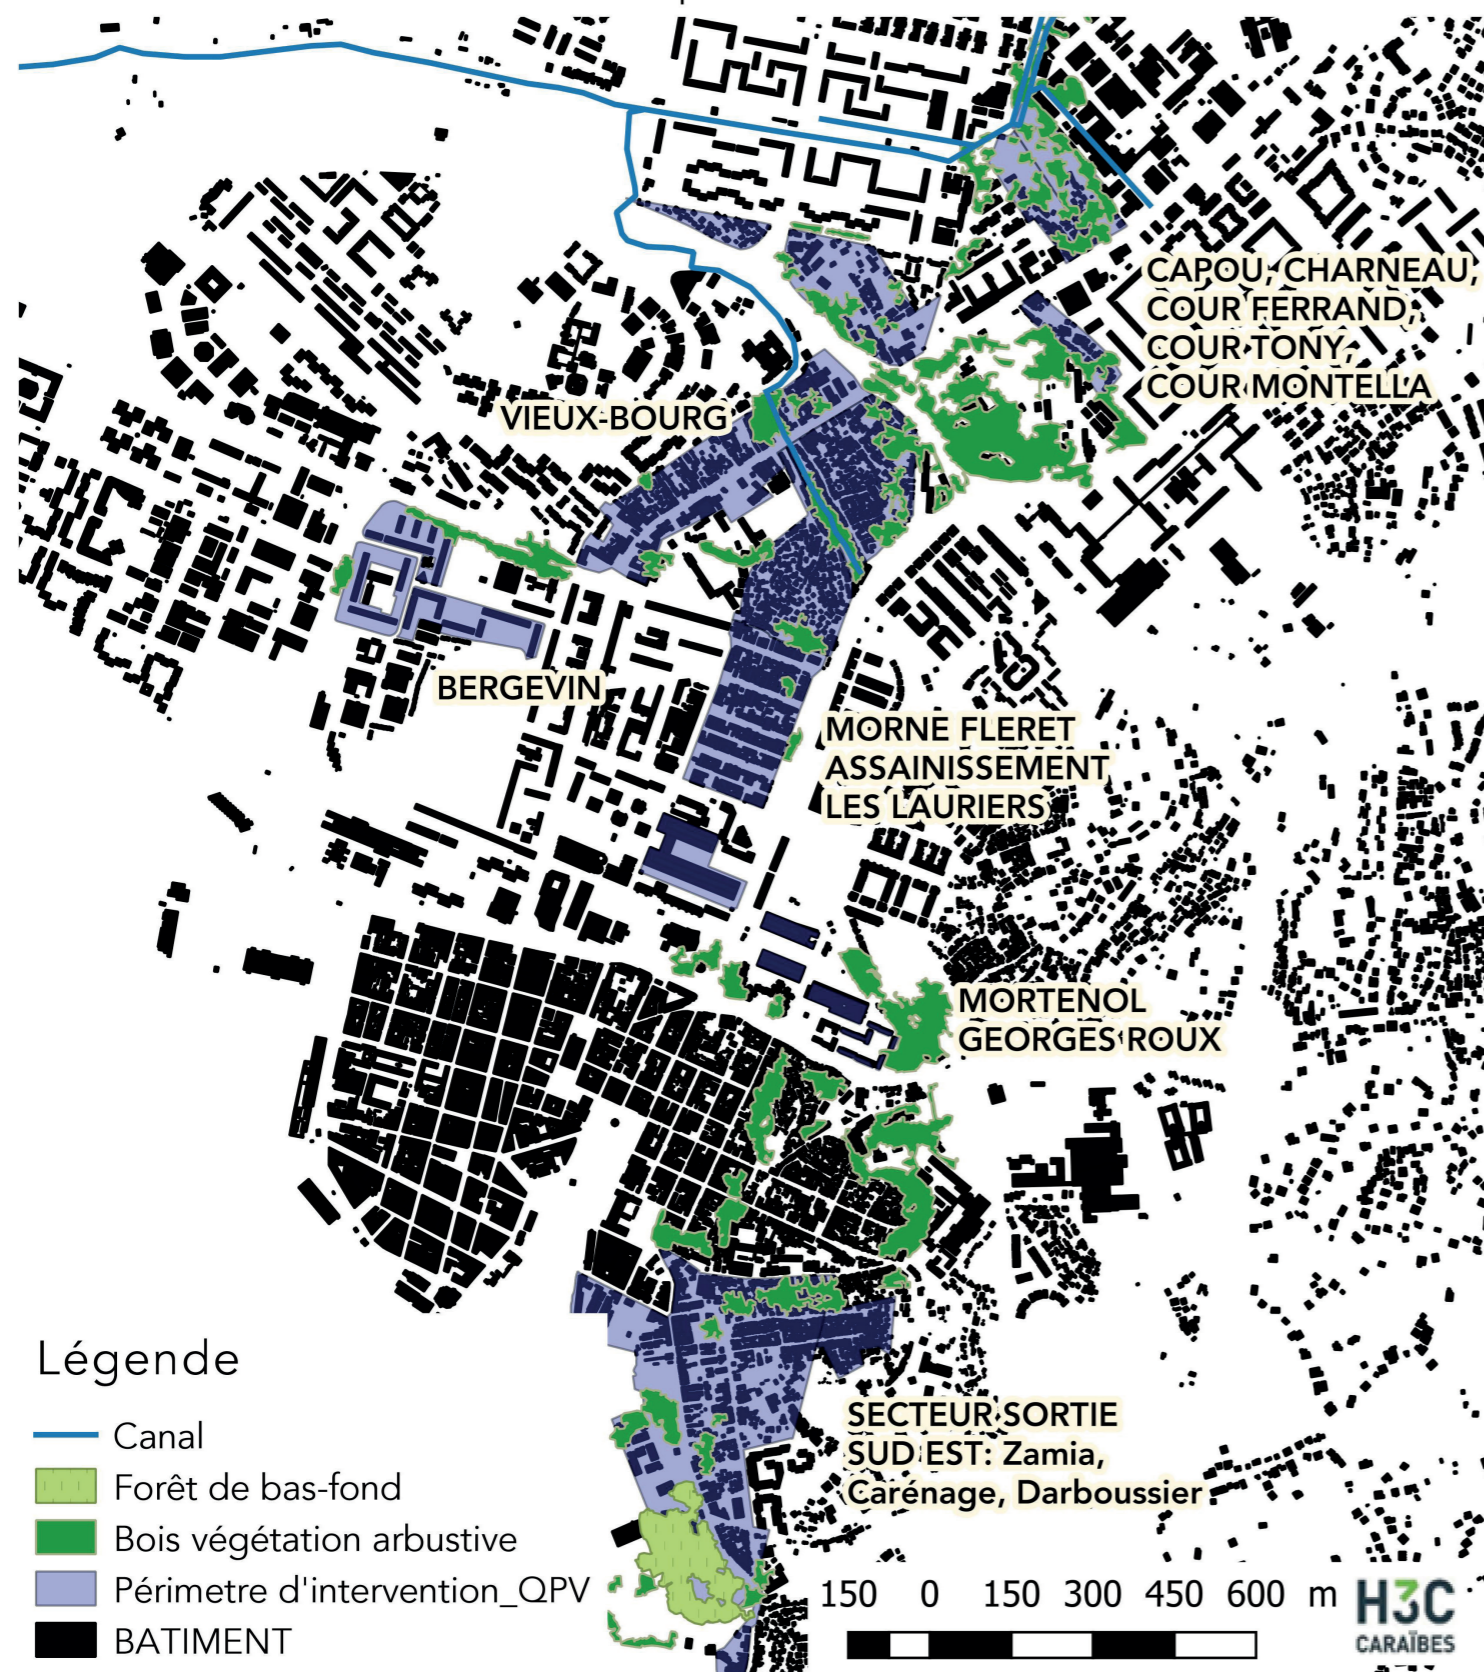 CAPOU, CHARNEAU,
COUR FERRAND,
COUR TONY,
COUR MONTELLA
VIEUX-BOURG
BERGEVIN
MORNE FLERET
ASSAINISSEMENT
LES LAURIERS
MORTENOL
GEORGES ROUX
SECTEUR SORTIE
SUD EST: Zamia,
Carénage, Darboussier
Légende
Canal
Forêt de bas-fond
Bois végétation arbustive
Périmetre d'intervention_QPV
BATIMENT
150 0 150 300 450 600 m
H3C
CARAÏBES